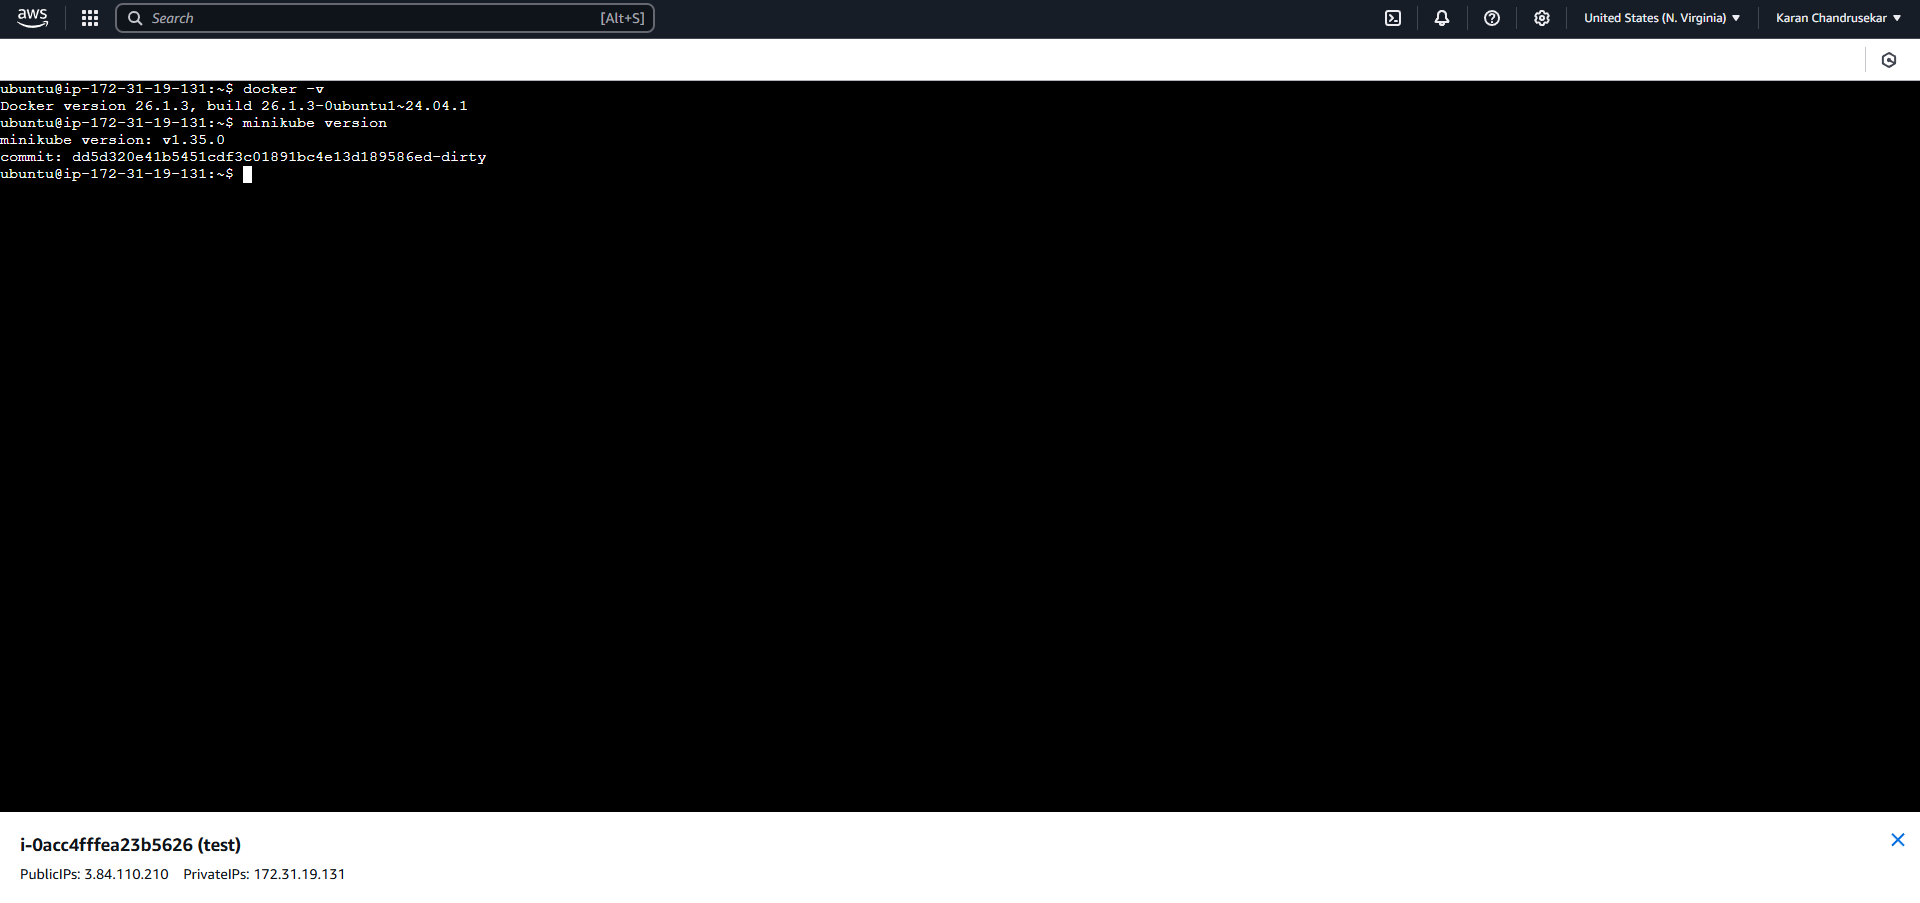 aws
Search [Alt+S]
United States (N. Virginia)
Karan Chandrusekar
ubuntu@ip-172-31-19-131:~$ docker -v
Docker version 26.1.3, build 26.1.3-0ubuntu1~24.04.1
ubuntu@ip-172-31-19-131:~$ minikube version
minikube version: v1.35.0
commit: dd5d320e41b5451cdf3c01891bc4e13d189586ed-dirty
ubuntu@ip-172-31-19-131:~$
i-0acc4fffea23b5626 (test)
PublicIPs: 3.84.110.210 PrivateIPs: 172.31.19.131